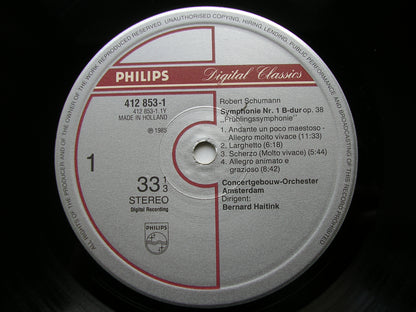 ALL RIGHTS OF THE PRODUCER AND OF THE OWNER OF THE WORK REPRODUCED RESERVED. UNAUTHORISED COPYING, HIRING, LENDING, PUBLIC PERFORMANCE AND BROADCASTING OF THIS RECORD PROHIBITED
PHILIPS
Digital Classics
412 853-1
412 853-1.1Y
MADE IN HOLLAND
℗ 1985
1
33 1/3
STEREO
Digital Recording
PHILIPS
Robert Schumann
Symphonie Nr. 1 B-dur op. 38
„Frühlingssymphonie"
1. Andante un poco maestoso -
Allegro molto vivace (11:33)
2. Larghetto (6:18)
3. Scherzo (Molto vivace) (5:44)
4. Allegro animato e
grazioso (8:42)
Concertgebouw-Orchester
Amsterdam
Dirigent:
Bernard Haitink